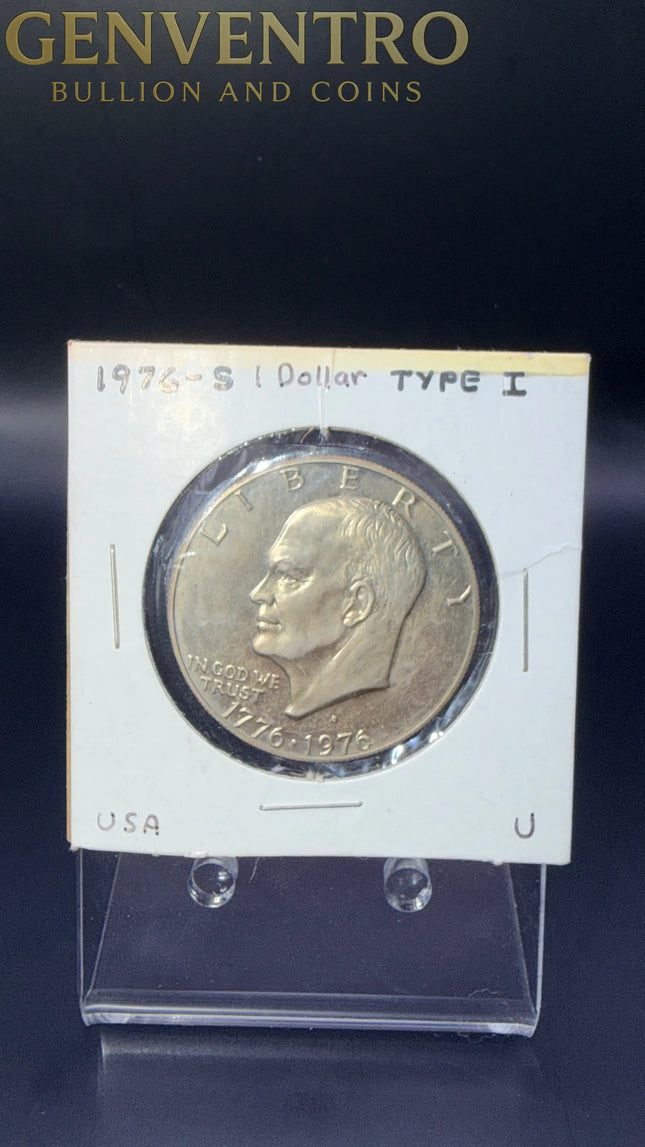 GENVENTRO
BULLION AND COINS
1976-S 1 Dollar TYPE I
LIBERTY
IN GOD WE
TRUST
S
1776 · 1976
USA
U